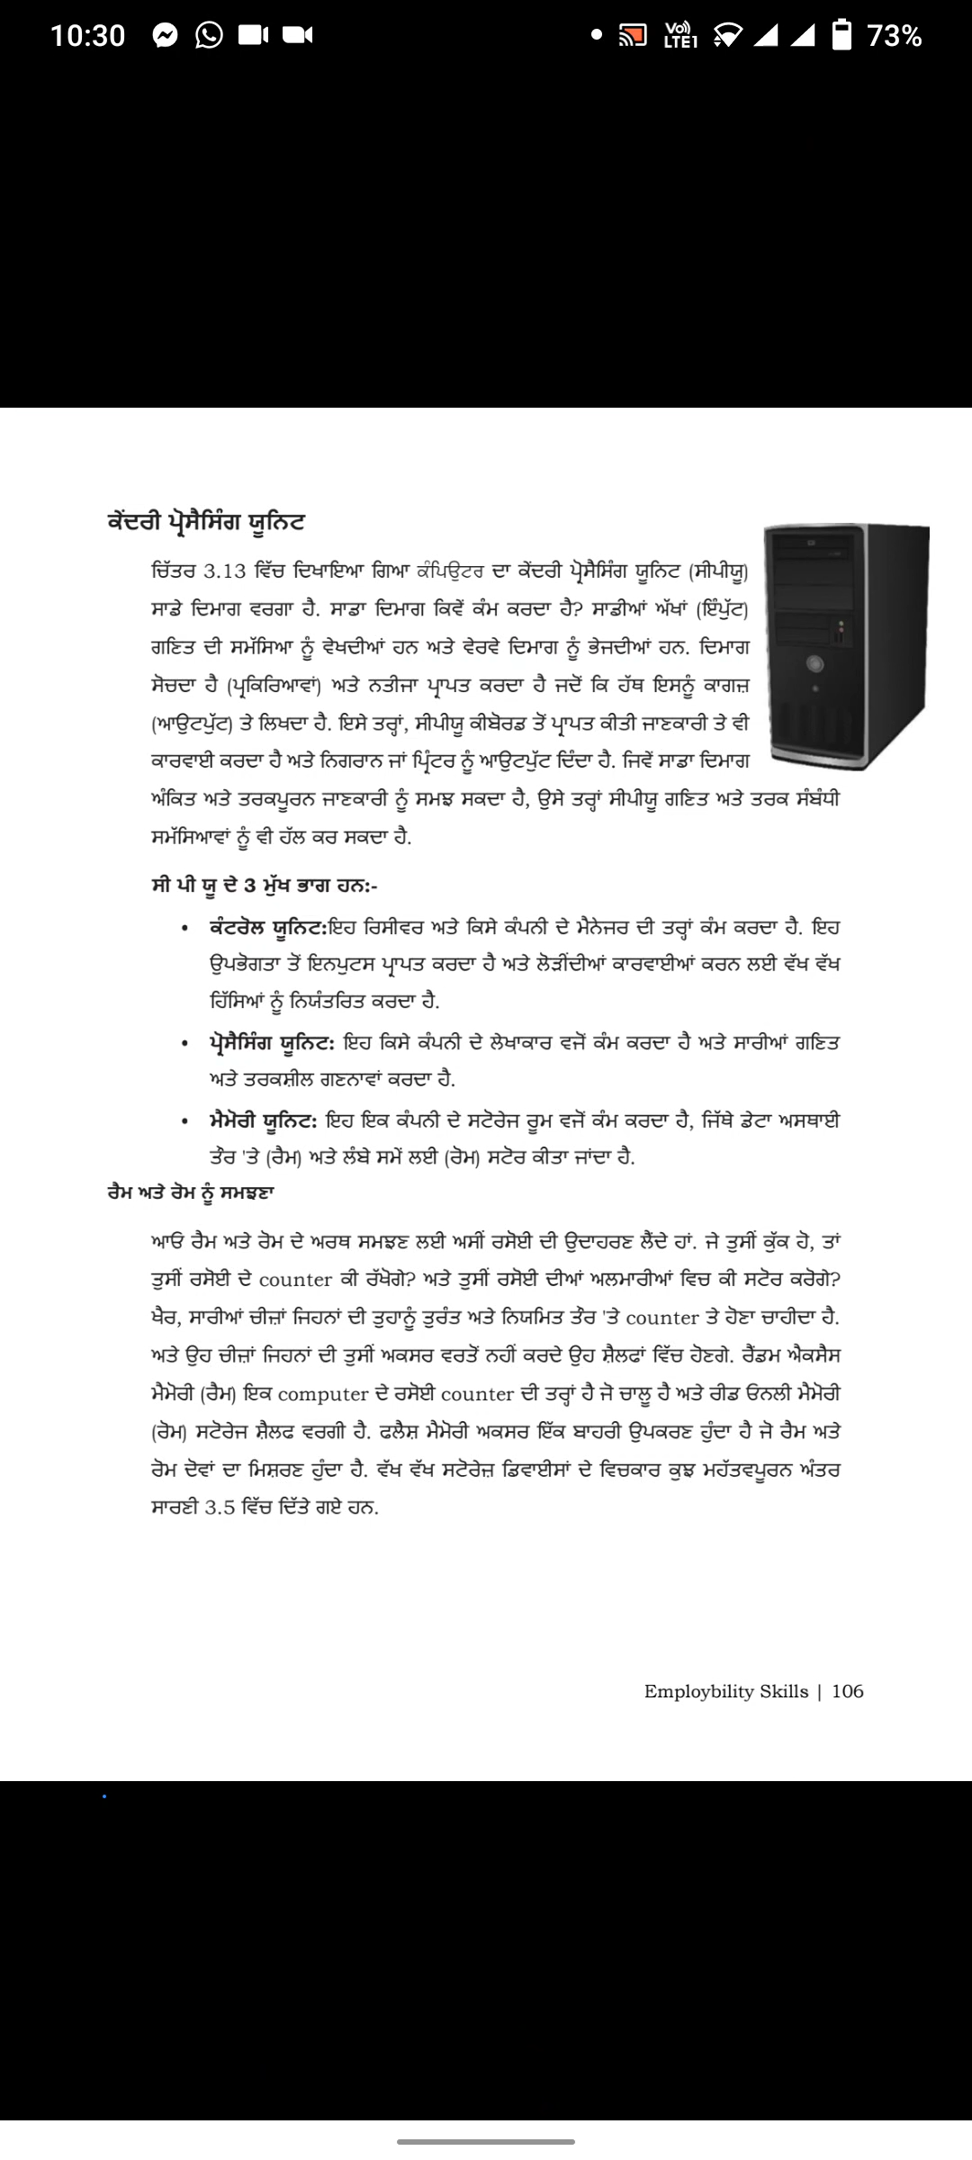 10:30
Vo)) LTE1
73%
ਕੇਂਦਰੀ ਪ੍ਰੋਸੈਸਿੰਗ ਯੂਨਿਟ
ਚਿੱਤਰ 3.13 ਵਿੱਚ ਦਿਖਾਇਆ ਗਿਆ ਕੰਪਿਊਟਰ ਦਾ ਕੇਂਦਰੀ ਪ੍ਰੋਸੈਸਿੰਗ ਯੂਨਿਟ (ਸੀਪੀਯੂ)
ਸਾਡੇ ਦਿਮਾਗ ਵਰਗਾ ਹੈ. ਸਾਡਾ ਦਿਮਾਗ ਕਿਵੇਂ ਕੰਮ ਕਰਦਾ ਹੈ? ਸਾਡੀਆਂ ਅੱਖਾਂ (ਇੰਪੁੱਟ)
ਗਣਿਤ ਦੀ ਸਮੱਸਿਆ ਨੂੰ ਵੇਖਦੀਆਂ ਹਨ ਅਤੇ ਵੇਰਵੇ ਦਿਮਾਗ ਨੂੰ ਭੇਜਦੀਆਂ ਹਨ. ਦਿਮਾਗ
ਸੋਚਦਾ ਹੈ (ਪ੍ਰਕਿਰਿਆਵਾਂ) ਅਤੇ ਨਤੀਜਾ ਪ੍ਰਾਪਤ ਕਰਦਾ ਹੈ ਜਦੋਂ ਕਿ ਹੱਥ ਇਸਨੂੰ ਕਾਗਜ਼
(ਆਉਟਪੁੱਟ) ਤੇ ਲਿਖਦਾ ਹੈ. ਇਸੇ ਤਰ੍ਹਾਂ, ਸੀਪੀਯੂ ਕੀਬੋਰਡ ਤੋਂ ਪ੍ਰਾਪਤ ਕੀਤੀ ਜਾਣਕਾਰੀ ਤੇ ਵੀ
ਕਾਰਵਾਈ ਕਰਦਾ ਹੈ ਅਤੇ ਨਿਗਰਾਨ ਜਾਂ ਪ੍ਰਿੰਟਰ ਨੂੰ ਆਉਟਪੁੱਟ ਦਿੰਦਾ ਹੈ. ਜਿਵੇਂ ਸਾਡਾ ਦਿਮਾਗ
ਅੰਕਿਤ ਅਤੇ ਤਰਕਪੂਰਨ ਜਾਣਕਾਰੀ ਨੂੰ ਸਮਝ ਸਕਦਾ ਹੈ, ਉਸੇ ਤਰ੍ਹਾਂ ਸੀਪੀਯੂ ਗਣਿਤ ਅਤੇ ਤਰਕ ਸੰਬੰਧੀ
ਸਮੱਸਿਆਵਾਂ ਨੂੰ ਵੀ ਹੱਲ ਕਰ ਸਕਦਾ ਹੈ.
ਸੀ ਪੀ ਯੂ ਦੇ 3 ਮੁੱਖ ਭਾਗ ਹਨ:-
• ਕੰਟਰੋਲ ਯੂਨਿਟ:ਇਹ ਰਿਸੀਵਰ ਅਤੇ ਕਿਸੇ ਕੰਪਨੀ ਦੇ ਮੈਨੇਜਰ ਦੀ ਤਰ੍ਹਾਂ ਕੰਮ ਕਰਦਾ ਹੈ. ਇਹ
ਉਪਭੋਗਤਾ ਤੋਂ ਇਨਪੁਟਸ ਪ੍ਰਾਪਤ ਕਰਦਾ ਹੈ ਅਤੇ ਲੋੜੀਂਦੀਆਂ ਕਾਰਵਾਈਆਂ ਕਰਨ ਲਈ ਵੱਖ ਵੱਖ
ਹਿੱਸਿਆਂ ਨੂੰ ਨਿਯੰਤਰਿਤ ਕਰਦਾ ਹੈ.
• ਪ੍ਰੋਸੈਸਿੰਗ ਯੂਨਿਟ: ਇਹ ਕਿਸੇ ਕੰਪਨੀ ਦੇ ਲੇਖਾਕਾਰ ਵਜੋਂ ਕੰਮ ਕਰਦਾ ਹੈ ਅਤੇ ਸਾਰੀਆਂ ਗਣਿਤ
ਅਤੇ ਤਰਕਸ਼ੀਲ ਗਣਨਾਵਾਂ ਕਰਦਾ ਹੈ.
• ਮੈਮੋਰੀ ਯੂਨਿਟ: ਇਹ ਇਕ ਕੰਪਨੀ ਦੇ ਸਟੋਰੇਜ ਰੂਮ ਵਜੋਂ ਕੰਮ ਕਰਦਾ ਹੈ, ਜਿੱਥੇ ਡੇਟਾ ਅਸਥਾਈ
ਤੌਰ 'ਤੇ (ਰੈਮ) ਅਤੇ ਲੰਬੇ ਸਮੇਂ ਲਈ (ਰੋਮ) ਸਟੋਰ ਕੀਤਾ ਜਾਂਦਾ ਹੈ.
ਰੈਮ ਅਤੇ ਰੋਮ ਨੂੰ ਸਮਝਣਾ
ਆਓ ਰੈਮ ਅਤੇ ਰੋਮ ਦੇ ਅਰਥ ਸਮਝਣ ਲਈ ਅਸੀਂ ਰਸੋਈ ਦੀ ਉਦਾਹਰਣ ਲੈਂਦੇ ਹਾਂ. ਜੇ ਤੁਸੀਂ ਕੁੱਕ ਹੋ, ਤਾਂ
ਤੁਸੀਂ ਰਸੋਈ ਦੇ counter ਕੀ ਰੱਖੋਗੇ? ਅਤੇ ਤੁਸੀਂ ਰਸੋਈ ਦੀਆਂ ਅਲਮਾਰੀਆਂ ਵਿਚ ਕੀ ਸਟੋਰ ਕਰੋਗੇ?
ਖੈਰ, ਸਾਰੀਆਂ ਚੀਜ਼ਾਂ ਜਿਹਨਾਂ ਦੀ ਤੁਹਾਨੂੰ ਤੁਰੰਤ ਅਤੇ ਨਿਯਮਿਤ ਤੌਰ 'ਤੇ counter ਤੇ ਹੋਣਾ ਚਾਹੀਦਾ ਹੈ.
ਅਤੇ ਉਹ ਚੀਜ਼ਾਂ ਜਿਹਨਾਂ ਦੀ ਤੁਸੀਂ ਅਕਸਰ ਵਰਤੋਂ ਨਹੀਂ ਕਰਦੇ ਉਹ ਸ਼ੈਲਫਾਂ ਵਿੱਚ ਹੋਣਗੇ. ਰੈਂਡਮ ਐਕਸੈਸ
ਮੈਮੋਰੀ (ਰੈਮ) ਇਕ computer ਦੇ ਰਸੋਈ counter ਦੀ ਤਰ੍ਹਾਂ ਹੈ ਜੋ ਚਾਲੂ ਹੈ ਅਤੇ ਰੀਡ ਓਨਲੀ ਮੈਮੋਰੀ
(ਰੋਮ) ਸਟੋਰੇਜ ਸ਼ੈਲਫ ਵਰਗੀ ਹੈ. ਫਲੈਸ਼ ਮੈਮੋਰੀ ਅਕਸਰ ਇੱਕ ਬਾਹਰੀ ਉਪਕਰਣ ਹੁੰਦਾ ਹੈ ਜੋ ਰੈਮ ਅਤੇ
ਰੋਮ ਦੋਵਾਂ ਦਾ ਮਿਸ਼ਰਣ ਹੁੰਦਾ ਹੈ. ਵੱਖ ਵੱਖ ਸਟੋਰੇਜ਼ ਡਿਵਾਈਸਾਂ ਦੇ ਵਿਚਕਾਰ ਕੁਝ ਮਹੱਤਵਪੂਰਨ ਅੰਤਰ
ਸਾਰਣੀ 3.5 ਵਿੱਚ ਦਿੱਤੇ ਗਏ ਹਨ.
Employbility Skills | 106